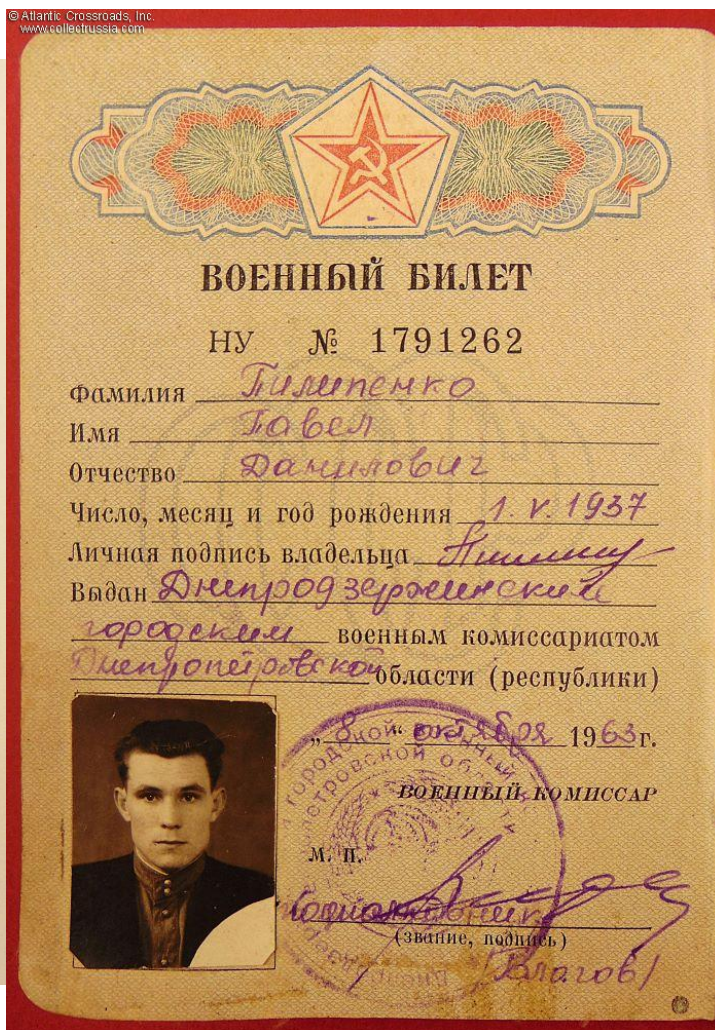 © Atlantic Crossroads, Inc.
www.collectrussia.com
ВОЕННЫЙ БИЛЕТ
НУ № 1791262
Фамилия Пилипенко
Имя Павел
Отчество Данилович
Число, месяц и год рождения 1. V. 1937
Личная подпись владельца
Выдан Днепродзержинским
городским военным комиссариатом
Днепропетровской области (республики)
„8“ октября 1963 г.
ВОЕННЫЙ КОМИССАР
М. П.
подполковник
(звание, подпись)